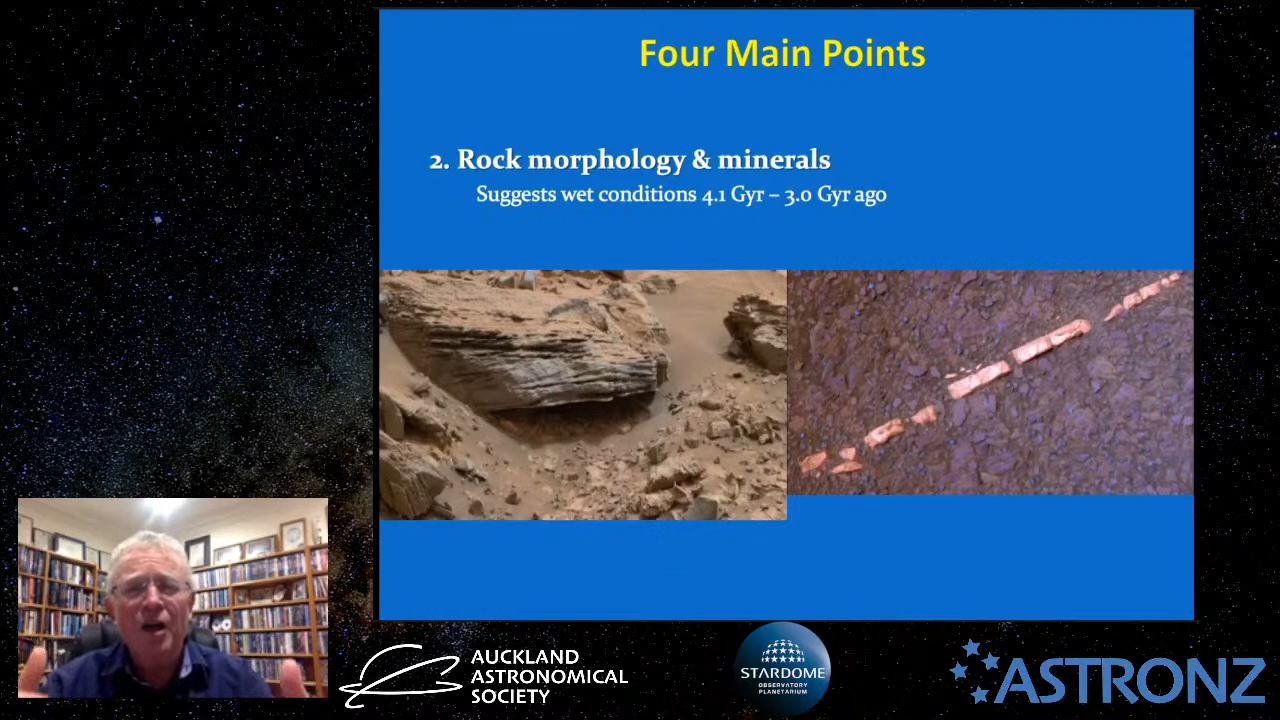 Four Main Points
2. Rock morphology & minerals
Suggests wet conditions 4.1 Gyr – 3.0 Gyr ago
AUCKLAND
ASTRONOMICAL
SOCIETY
STARDOME
OBSERVATORY
PLANETARIUM
ASTRONZ